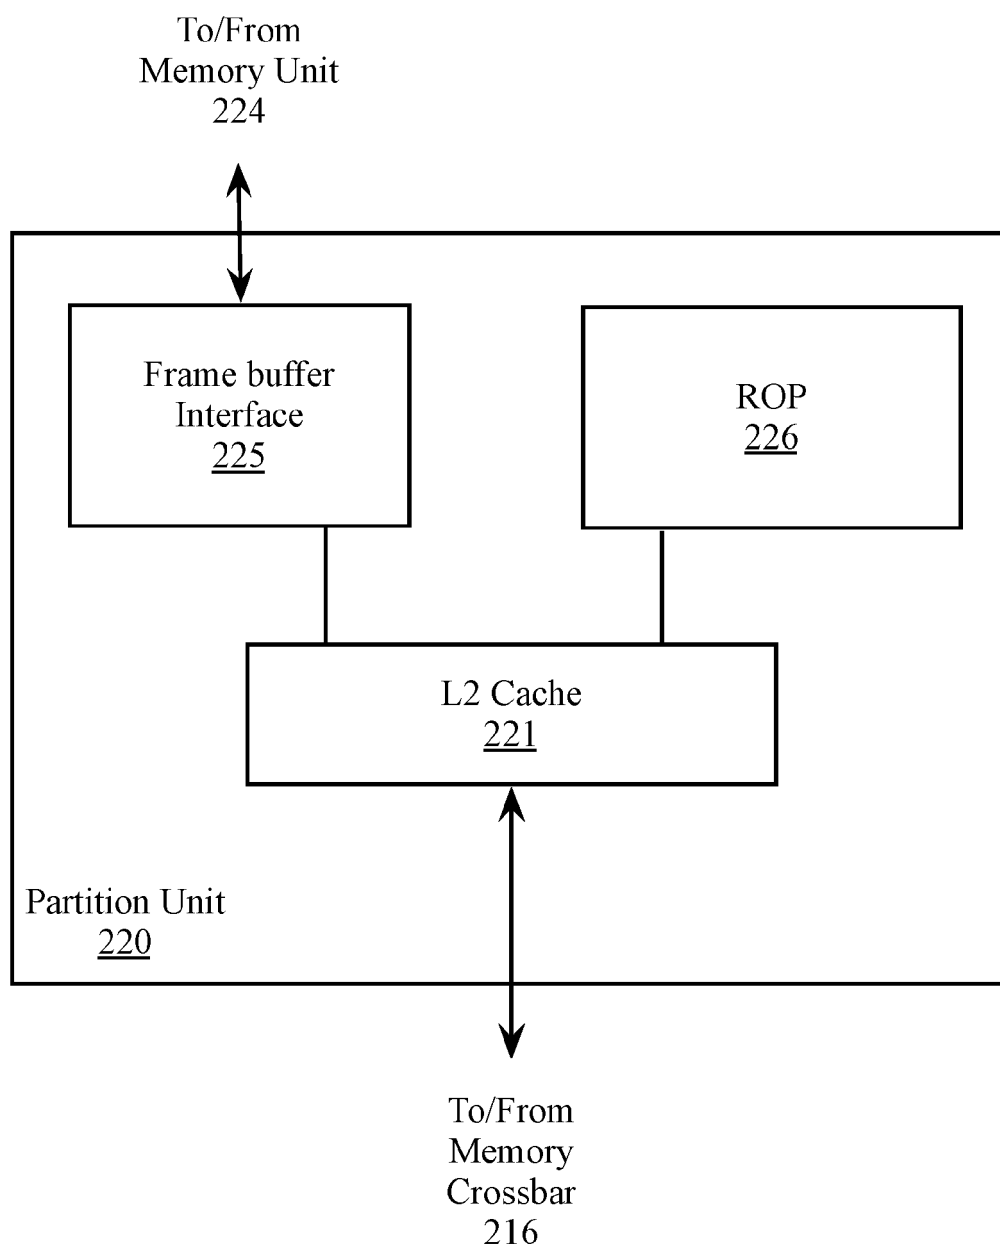 To/From
Memory Unit
224
Frame buffer
Interface
225
ROP
226
L2 Cache
221
Partition Unit
220
To/From
Memory
Crossbar
216